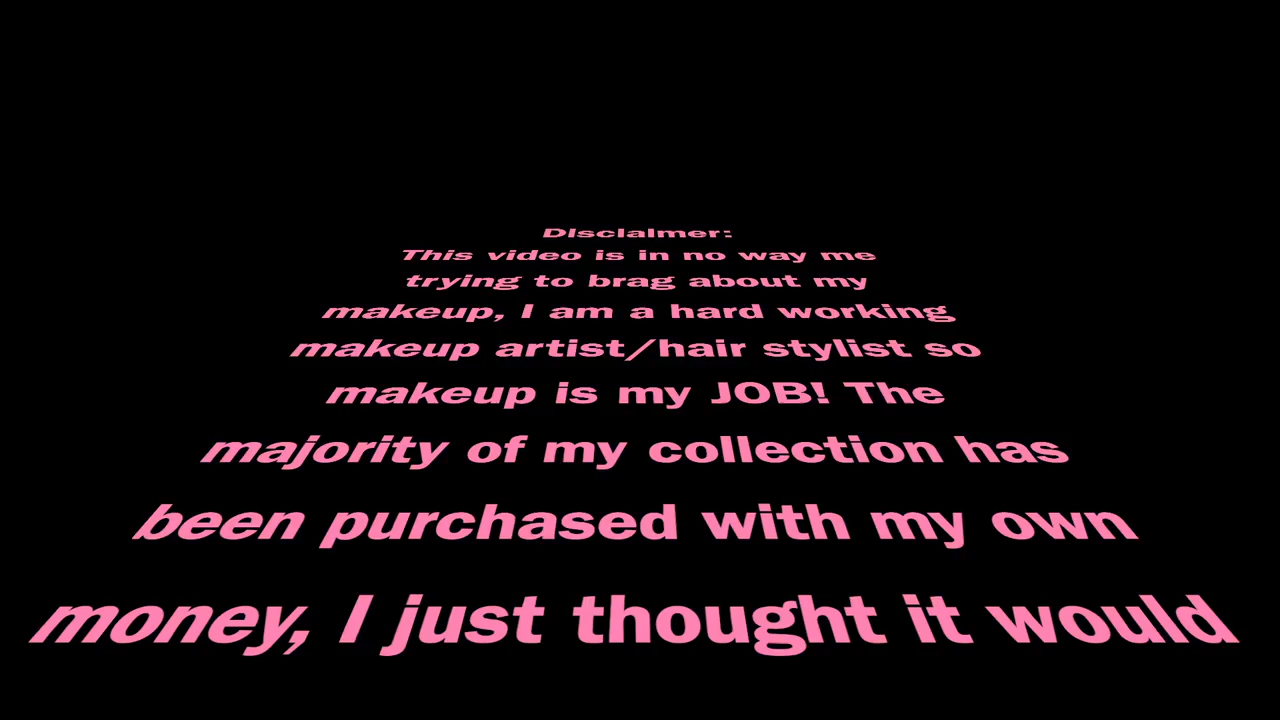 Disclaimer:
This video is in no way me
trying to brag about my
makeup, I am a hard working
makeup artist/hair stylist so
makeup is my JOB! The
majority of my collection has
been purchased with my own
money, I just thought it would